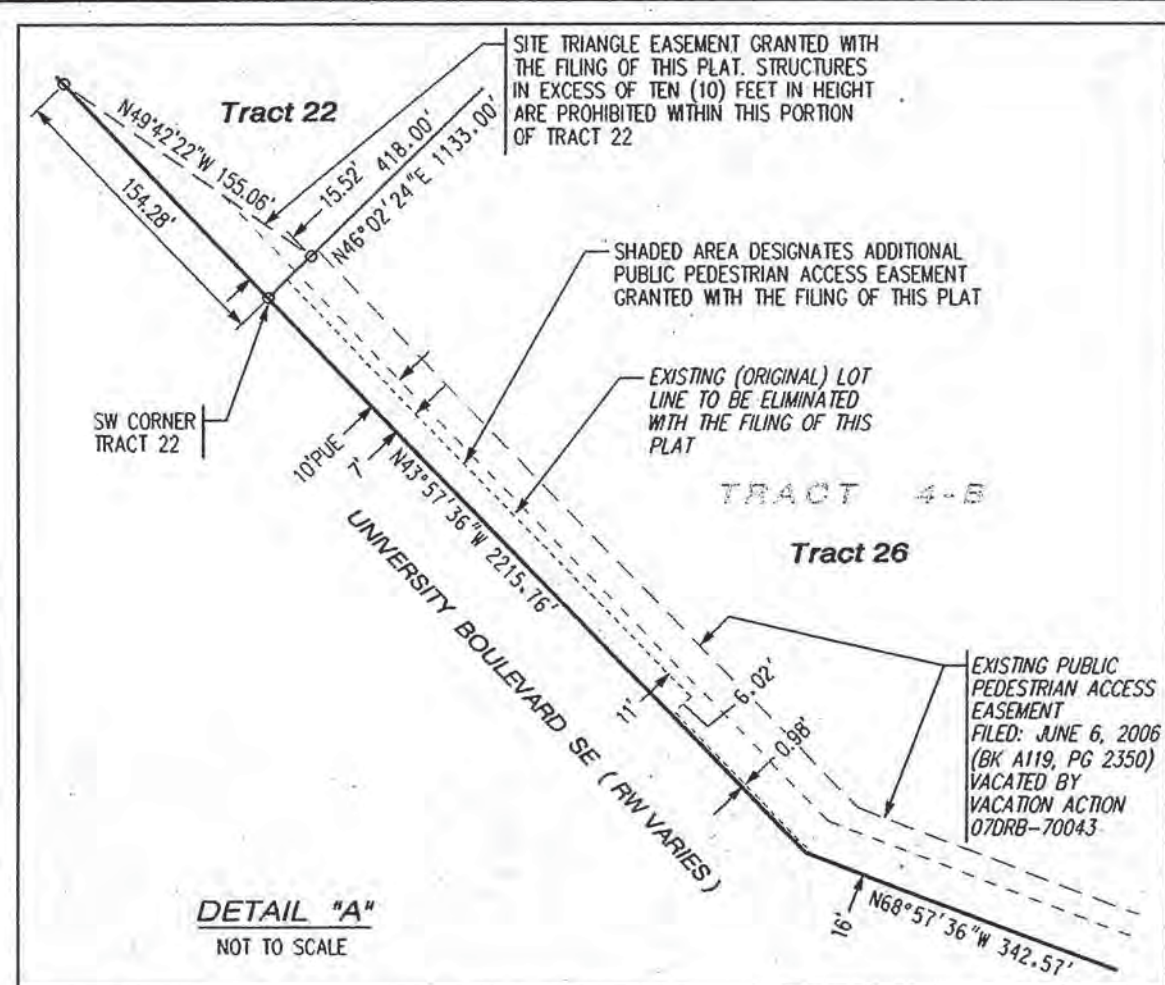 SITE TRIANGLE EASEMENT GRANTED WITH
THE FILING OF THIS PLAT. STRUCTURES
IN EXCESS OF TEN (10) FEET IN HEIGHT
ARE PROHIBITED WITHIN THIS PORTION
OF TRACT 22
Tract 22
N49°42'22"W 155.06'
154.28'
15.52' 418.00'
N46°02'24"E 1133.00'
SHADED AREA DESIGNATES ADDITIONAL
PUBLIC PEDESTRIAN ACCESS EASEMENT
GRANTED WITH THE FILING OF THIS PLAT
EXISTING (ORIGINAL) LOT
LINE TO BE ELIMINATED
WITH THE FILING OF THIS
PLAT
SW CORNER
TRACT 22
10'PUE
7'
N43°57'36"W 2215.76'
TRACT 4-B
Tract 26
UNIVERSITY BOULEVARD SE (RW VARIES)
11'
6.02'
0.98'
EXISTING PUBLIC
PEDESTRIAN ACCESS
EASEMENT
FILED: JUNE 6, 2006
(BK A119, PG 2350)
VACATED BY
VACATION ACTION
07DRB-70043
16'
N68°57'36"W 342.57'
DETAIL "A"
NOT TO SCALE